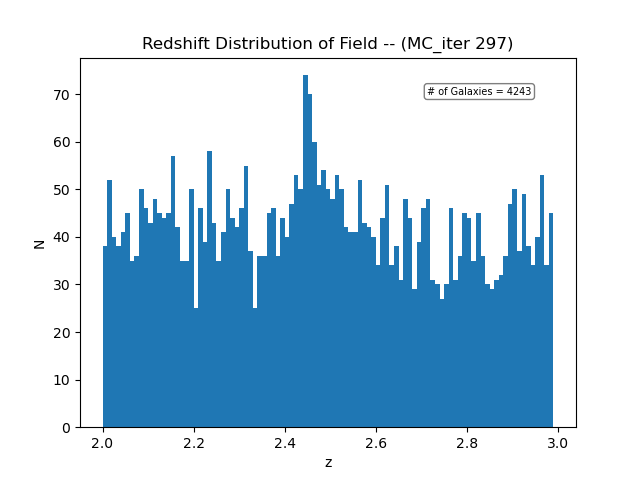 Redshift Distribution of Field -- (MC_iter 297)
# of Galaxies = 4243
70
60
50
40
30
20
10
0
N
2.0 2.2 2.4 2.6 2.8 3.0
z